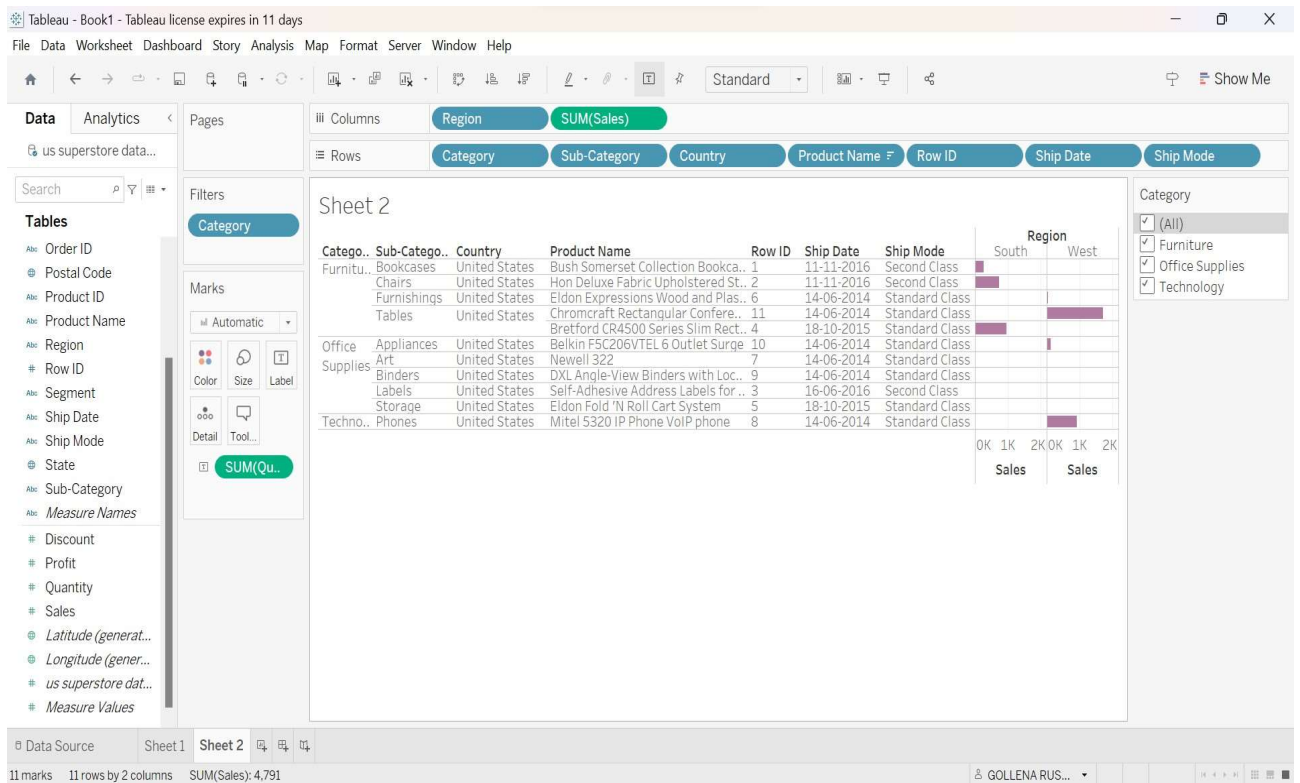 Tableau - Book1 - Tableau license expires in 11 days
File Data Worksheet Dashboard Story Analysis Map Format Server Window Help
Standard
Show Me
Data Analytics
us superstore data...
Search
Tables
Abc Order ID
Postal Code
Abc Product ID
Abc Product Name
Abc Region
# Row ID
Abc Segment
Abc Ship Date
Abc Ship Mode
State
Abc Sub-Category
Abc Measure Names
# Discount
# Profit
# Quantity
# Sales
Latitude (generat...
Longitude (gener...
# us superstore dat...
# Measure Values
Pages
Filters
Category
Marks
Automatic
Color Size Label
Detail Tool...
SUM(Qu..
Columns Region SUM(Sales)
Rows Category Sub-Category Country Product Name Row ID Ship Date Ship Mode
Sheet 2
Region
Catego.. Sub-Catego.. Country Product Name Row ID Ship Date Ship Mode South West
Furnitu.. Bookcases United States Bush Somerset Collection Bookca.. 1 11-11-2016 Second Class
Chairs United States Hon Deluxe Fabric Upholstered St.. 2 11-11-2016 Second Class
Furnishings United States Eldon Expressions Wood and Plas.. 6 14-06-2014 Standard Class
Tables United States Chromcraft Rectangular Confere.. 11 14-06-2014 Standard Class
Bretford CR4500 Series Slim Rect.. 4 18-10-2015 Standard Class
Office Supplies Appliances United States Belkin F5C206VTEL 6 Outlet Surge 10 14-06-2014 Standard Class
Art United States Newell 322 7 14-06-2014 Standard Class
Binders United States DXL Angle-View Binders with Loc.. 9 14-06-2014 Standard Class
Labels United States Self-Adhesive Address Labels for .. 3 16-06-2016 Second Class
Storage United States Eldon Fold 'N Roll Cart System 5 18-10-2015 Standard Class
Techno.. Phones United States Mitel 5320 IP Phone VoIP phone 8 14-06-2014 Standard Class
0K 1K 2K 0K 1K 2K
Sales Sales
Category
(All)
Furniture
Office Supplies
Technology
Data Source Sheet 1 Sheet 2
11 marks 11 rows by 2 columns SUM(Sales): 4,791
GOLLENA RUS...